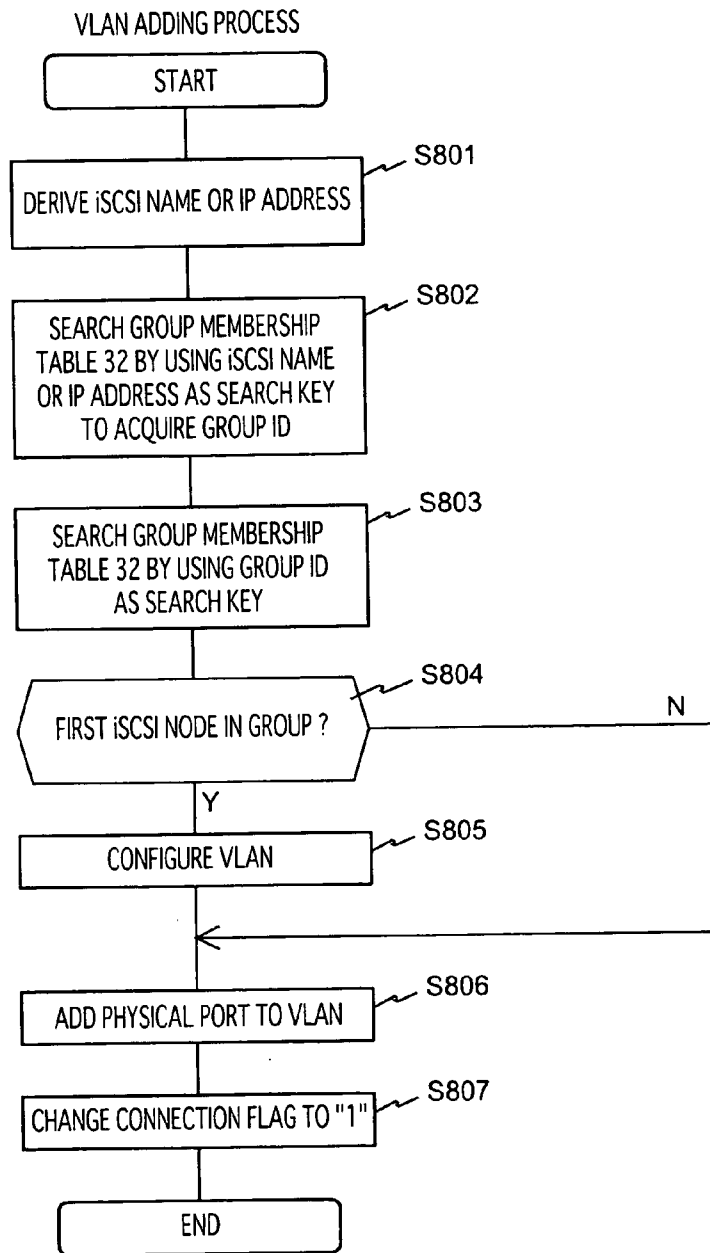 VLAN ADDING PROCESS
START
S801
DERIVE iSCSI NAME OR IP ADDRESS
S802
SEARCH GROUP MEMBERSHIP
TABLE 32 BY USING iSCSI NAME
OR IP ADDRESS AS SEARCH KEY
TO ACQUIRE GROUP ID
S803
SEARCH GROUP MEMBERSHIP
TABLE 32 BY USING GROUP ID
AS SEARCH KEY
S804
FIRST iSCSI NODE IN GROUP ?
N
Y
S805
CONFIGURE VLAN
S806
ADD PHYSICAL PORT TO VLAN
S807
CHANGE CONNECTION FLAG TO "1"
END